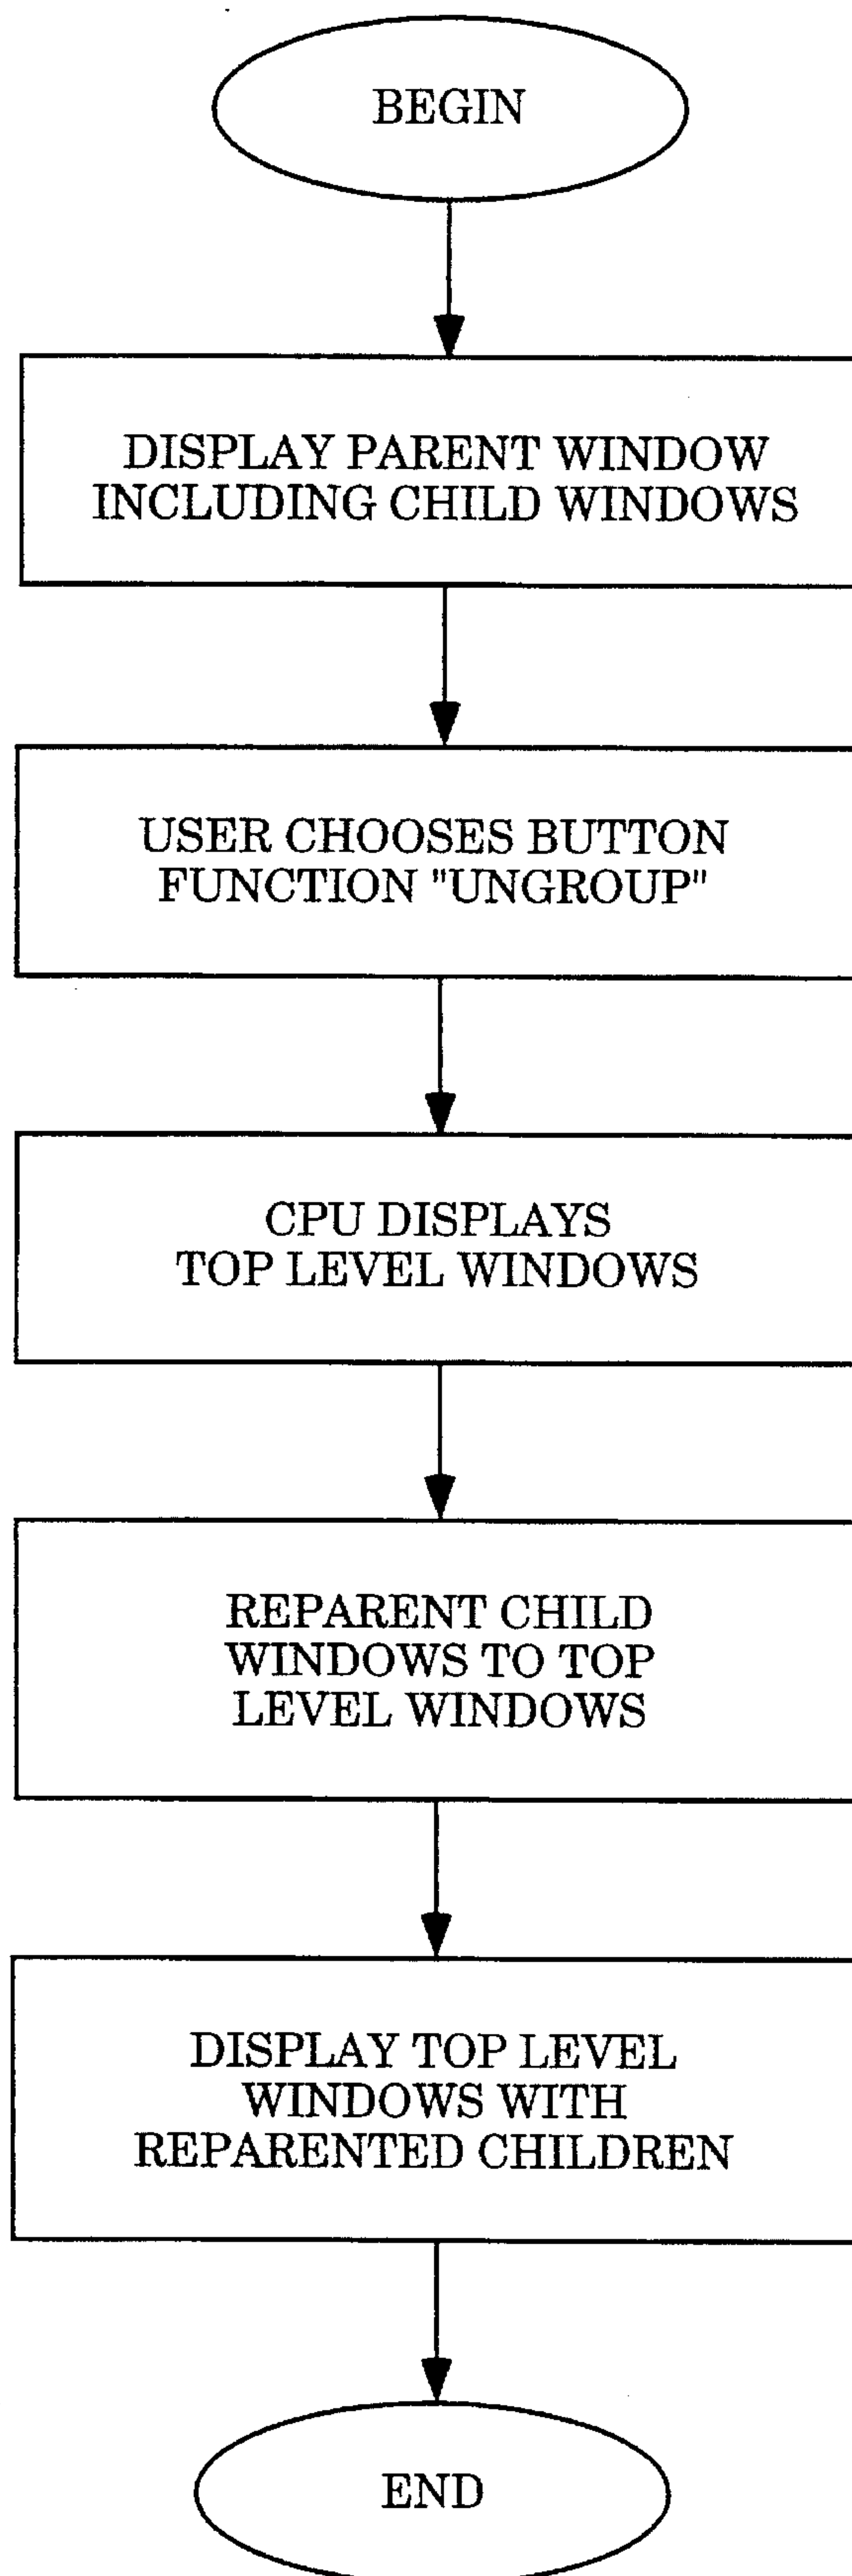 BEGIN
DISPLAY PARENT WINDOW
INCLUDING CHILD WINDOWS
USER CHOOSES BUTTON
FUNCTION "UNGROUP"
CPU DISPLAYS
TOP LEVEL WINDOWS
REPARENT CHILD
WINDOWS TO TOP
LEVEL WINDOWS
DISPLAY TOP LEVEL
WINDOWS WITH
REPARENTED CHILDREN
END